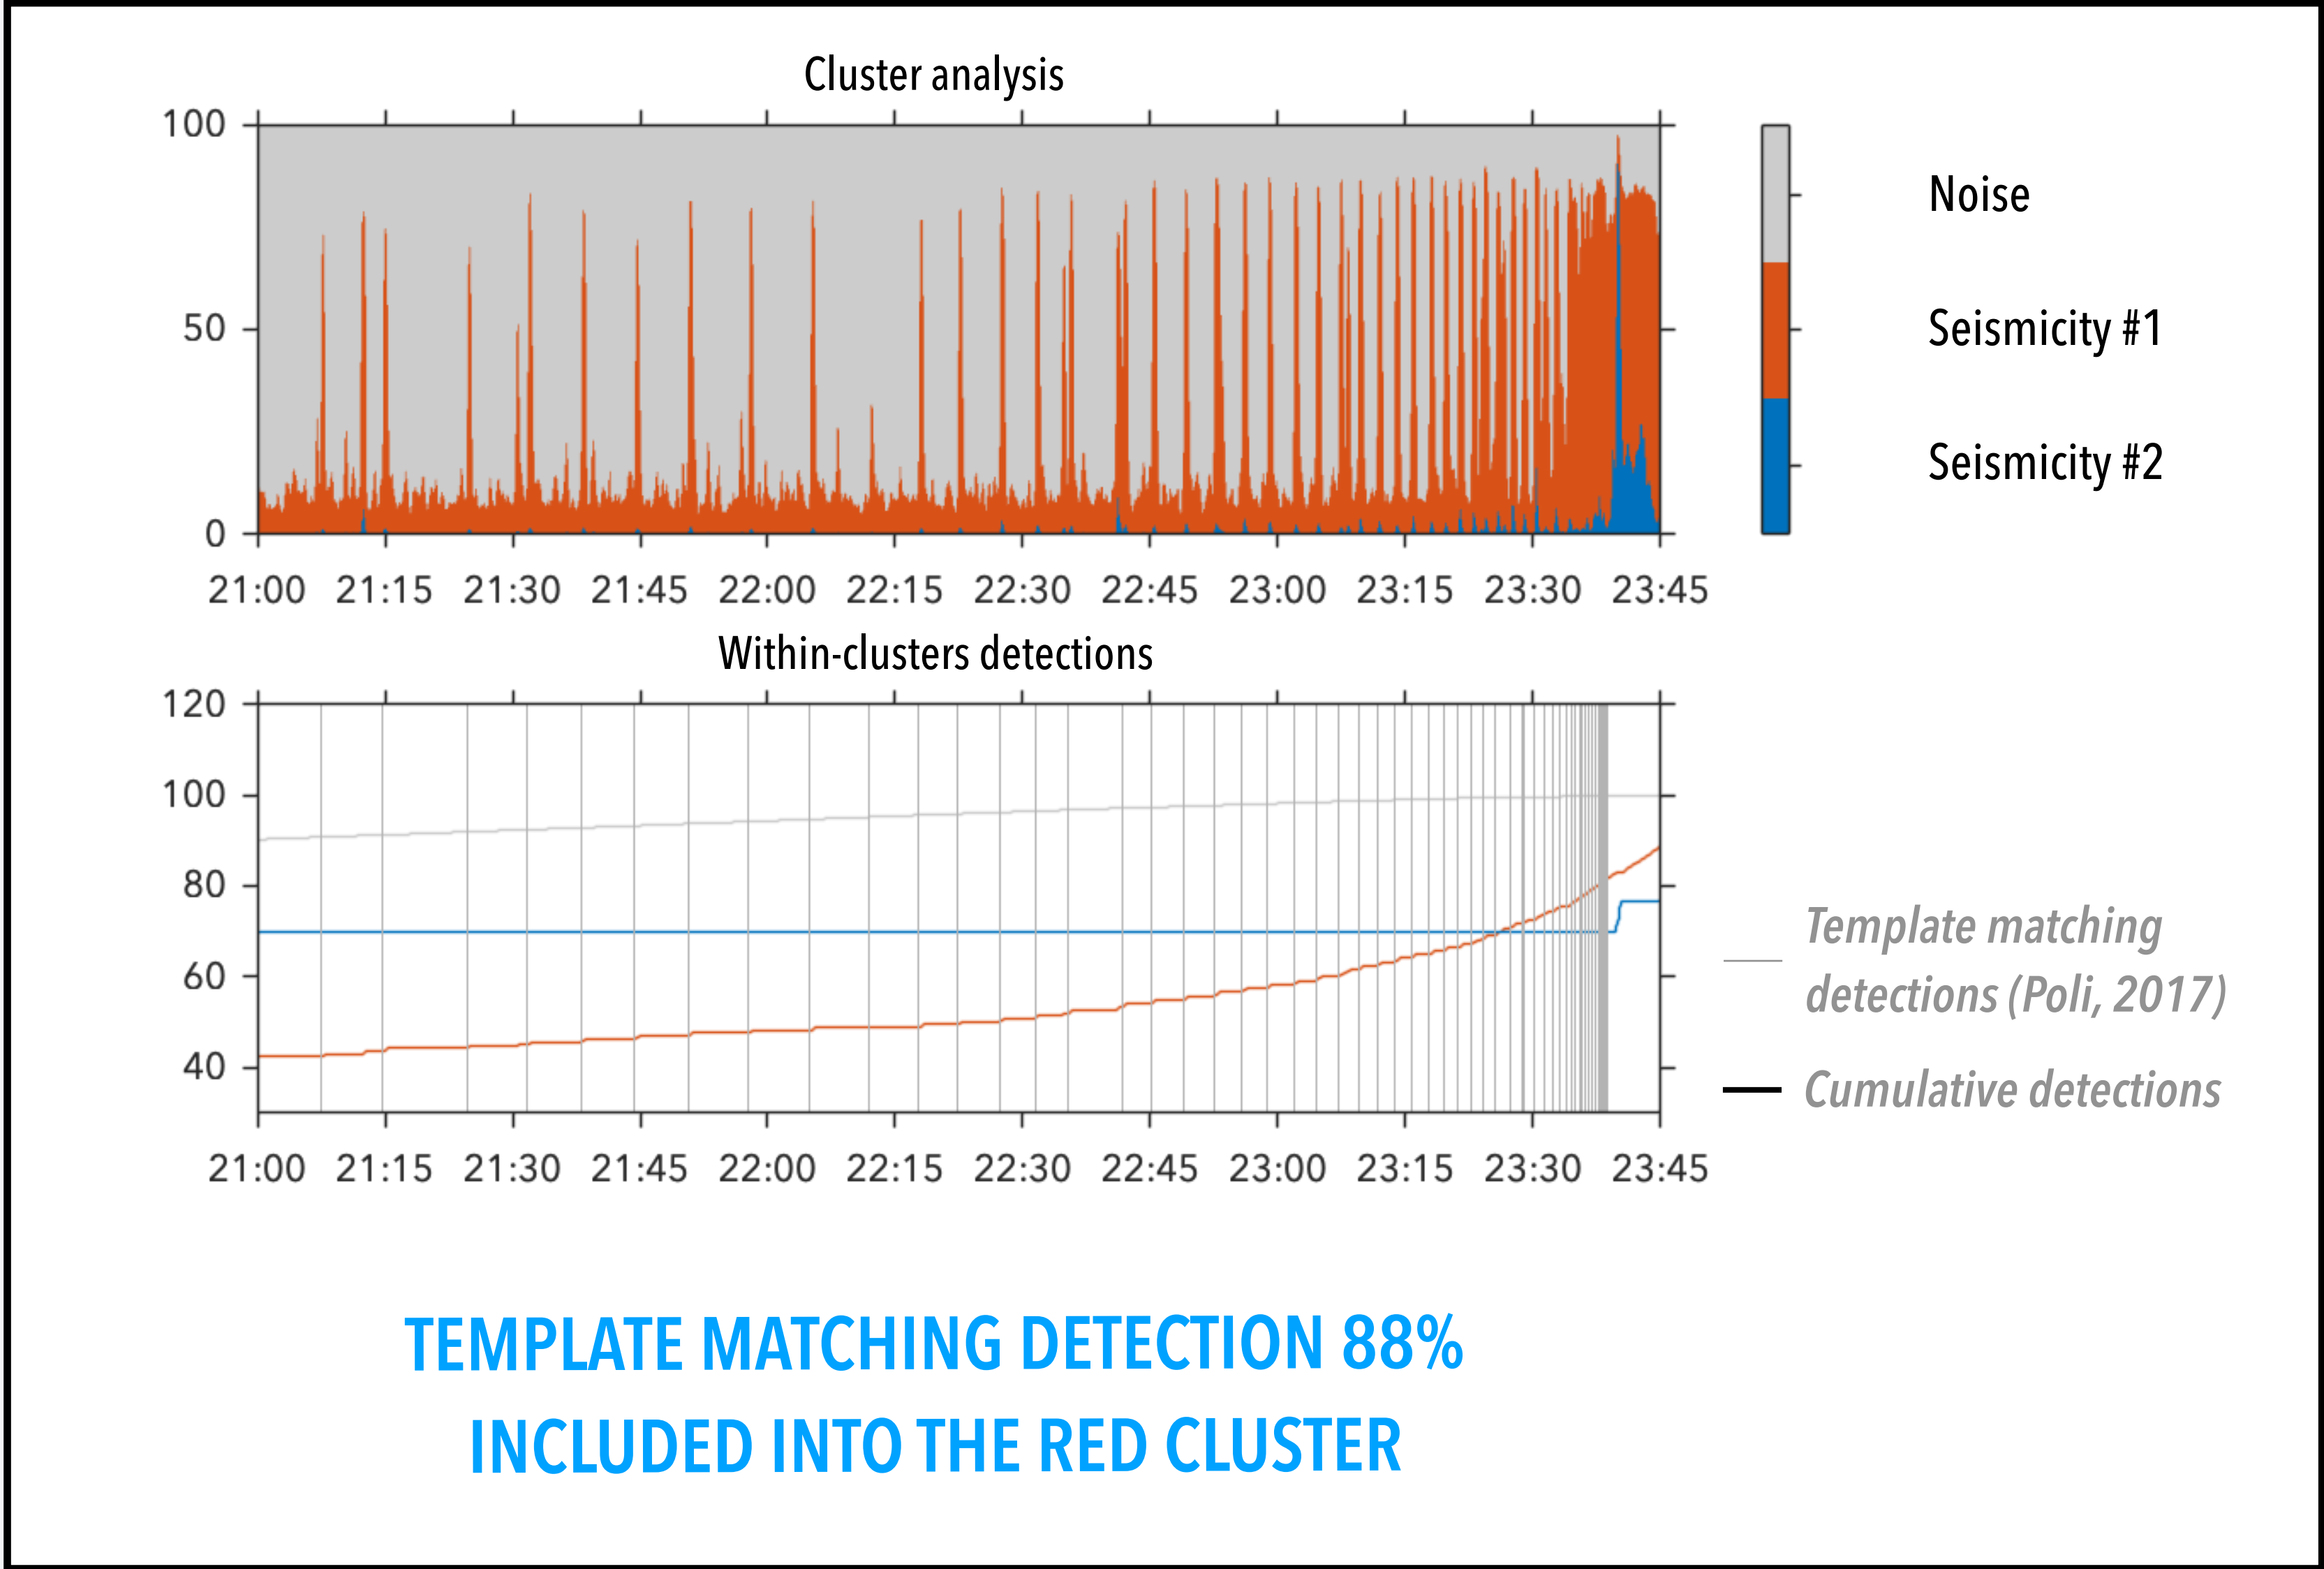 Cluster analysis
100
50
0
21:00 21:15 21:30 21:45 22:00 22:15 22:30 22:45 23:00 23:15 23:30 23:45
Noise
Seismicity #1
Seismicity #2
Within-clusters detections
120
100
80
60
40
21:00 21:15 21:30 21:45 22:00 22:15 22:30 22:45 23:00 23:15 23:30 23:45
Template matching
detections (Poli, 2017)
Cumulative detections
TEMPLATE MATCHING DETECTION 88%
INCLUDED INTO THE RED CLUSTER